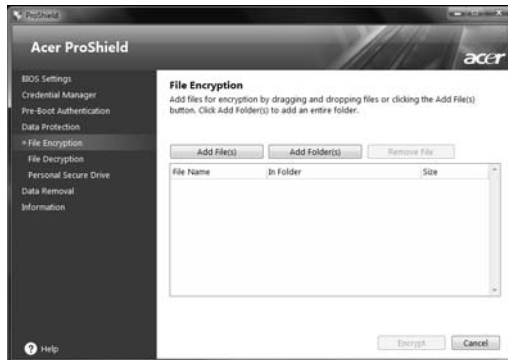 ProShield
Acer ProShield
acer
BIOS Settings
Credential Manager
Pre-Boot Authentication
Data Protection
» File Encryption
File Decryption
Personal Secure Drive
Data Removal
Information
? Help
File Encryption
Add files for encryption by dragging and dropping files or clicking the Add File(s)
button. Click Add Folder(s) to add an entire folder.
Add File(s) Add Folder(s) Remove File
File Name In Folder Size
Encrypt Cancel